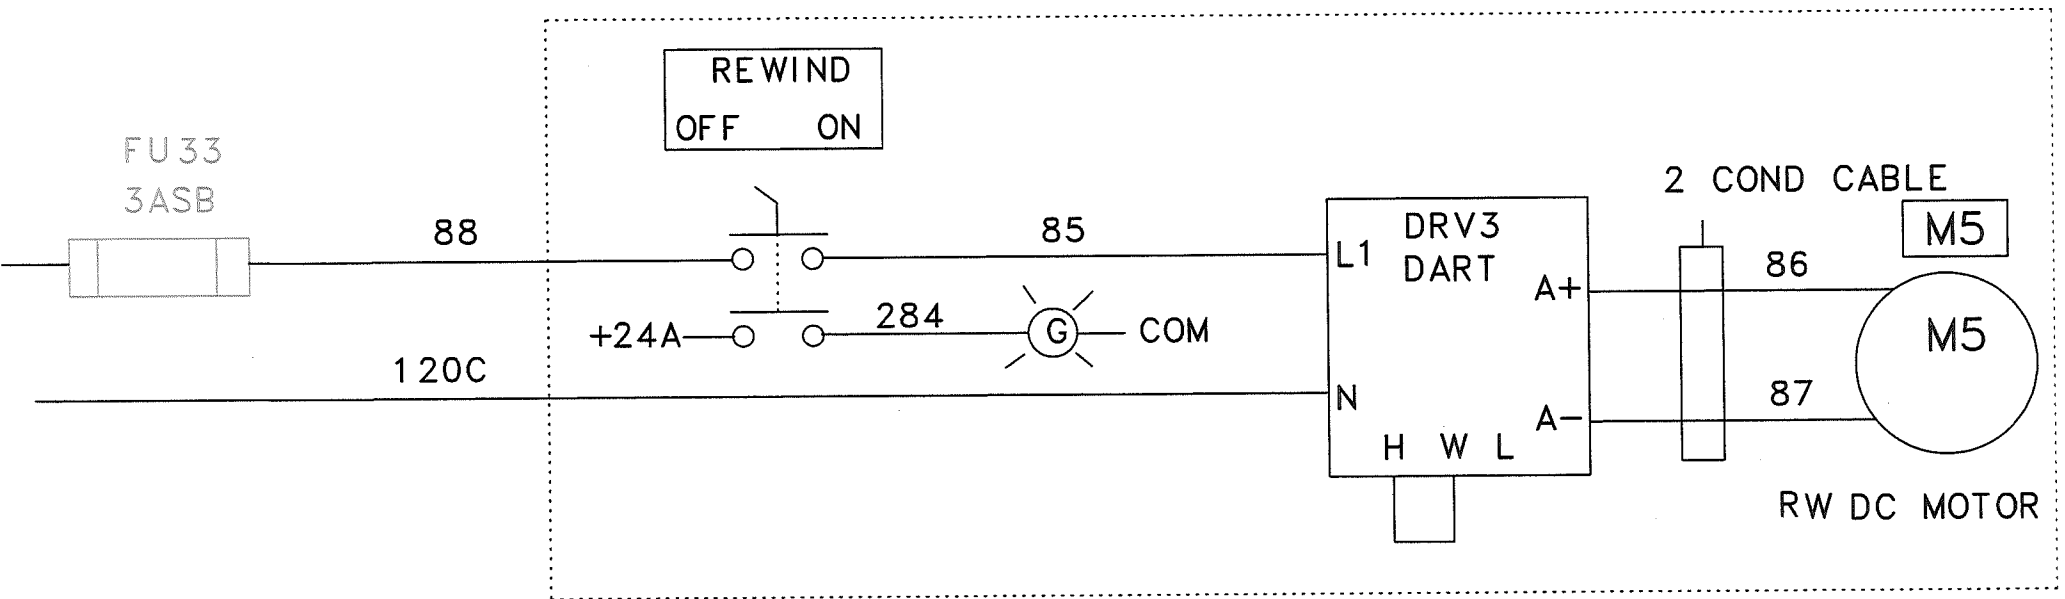 REWIND
OFF ON
FU33
3ASB
2 COND CABLE
88
85
DRV3
DART
M5
L1
A+
86
M5
+24A
284
G
COM
120C
N
A-
87
H W L
RW DC MOTOR